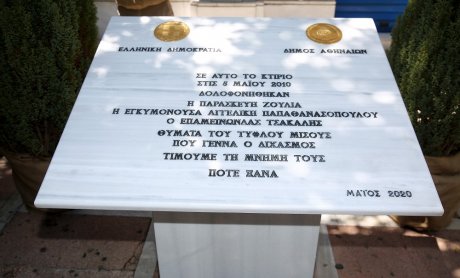 ΕΛΛΗΝΙΚΗ ΔΗΜΟΚΡΑΤΙΑ
ΔΗΜΟΣ ΑΘΗΝΑΙΩΝ
ΣΕ ΑΥΤΟ ΤΟ ΚΤΙΡΙΟ
ΣΤΙΣ 5 ΜΑΪΟΥ 2010
ΔΟΛΟΦΟΝΗΘΗΚΑΝ
Η ΠΑΡΑΣΚΕΥΗ ΖΟΥΛΙΑ
Η ΕΓΚΥΜΟΝΟΥΣΑ ΑΓΓΕΛΙΚΗ ΠΑΠΑΘΑΝΑΣΟΠΟΥΛΟΥ
Ο ΕΠΑΜΕΙΝΩΝΔΑΣ ΤΣΑΚΑΛΗΣ
ΘΥΜΑΤΑ ΤΟΥ ΤΥΦΛΟΥ ΜΙΣΟΥΣ
ΠΟΥ ΓΕΝΝΑ Ο ΔΙΧΑΣΜΟΣ
ΤΙΜΟΥΜΕ ΤΗ ΜΝΗΜΗ ΤΟΥΣ
ΠΟΤΕ ΞΑΝΑ
ΜΑΪΟΣ 2020